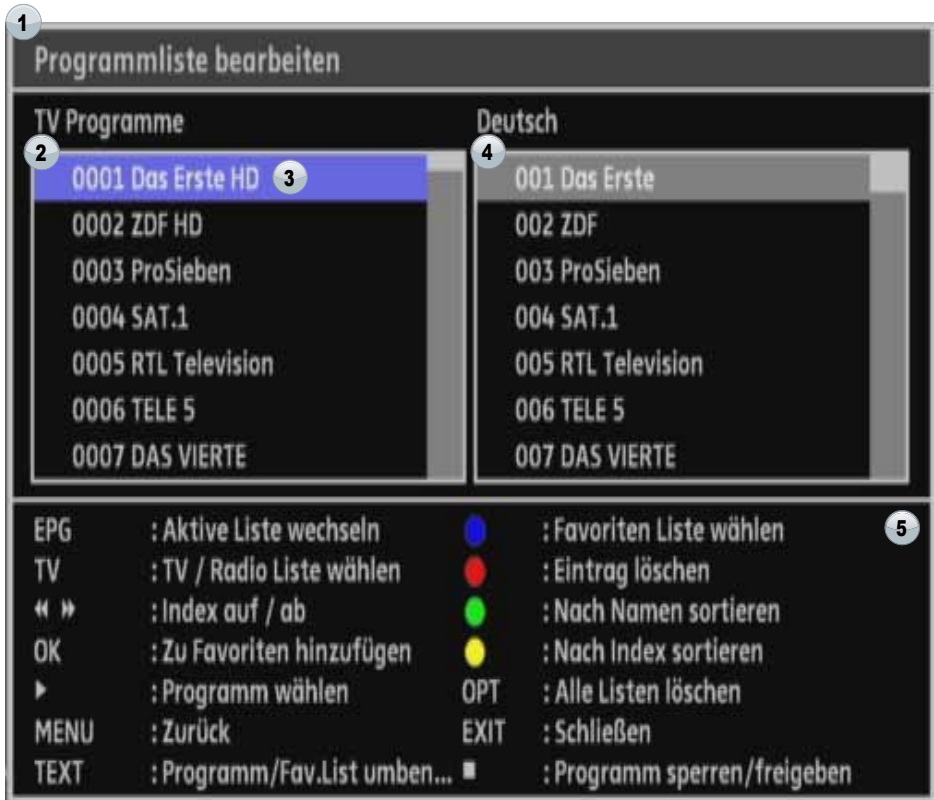 1
Programmliste bearbeiten
TV Programme
Deutsch
2
4
0001 Das Erste HD 3
0002 ZDF HD
0003 ProSieben
0004 SAT.1
0005 RTL Television
0006 TELE 5
0007 DAS VIERTE
001 Das Erste
002 ZDF
003 ProSieben
004 SAT.1
005 RTL Television
006 TELE 5
007 DAS VIERTE
EPG : Aktive Liste wechseln
TV : TV / Radio Liste wählen
: Index auf / ab
OK : Zu Favoriten hinzufügen
: Programm wählen
MENU : Zurück
TEXT : Programm/Fav.List umben...
: Favoriten Liste wählen
5
: Eintrag löschen
: Nach Namen sortieren
: Nach Index sortieren
OPT : Alle Listen löschen
EXIT : Schließen
: Programm sperren/freigeben